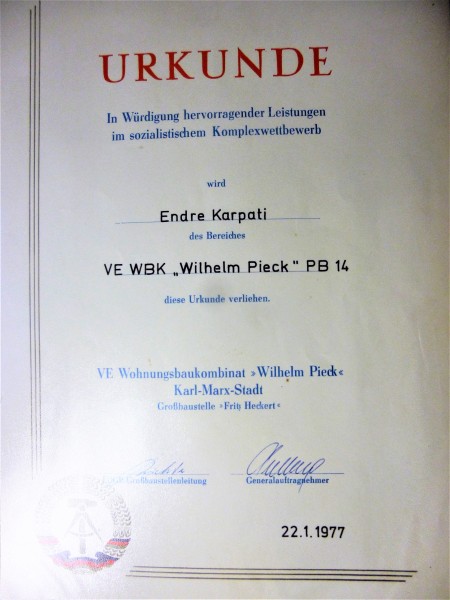 URKUNDE
In Würdigung hervorragender Leistungen
im sozialistischem Komplexwettbewerb
wird
Endre Karpati
des Bereiches
VE WBK „Wilhelm Pieck" PB 14
diese Urkunde verliehen.
VE Wohnungsbaukombinat »Wilhelm Pieck«
Karl-Marx-Stadt
Großbaustelle »Fritz Heckert«
Großbaustellenleitung Generalauftragnehmer
22.1.1977